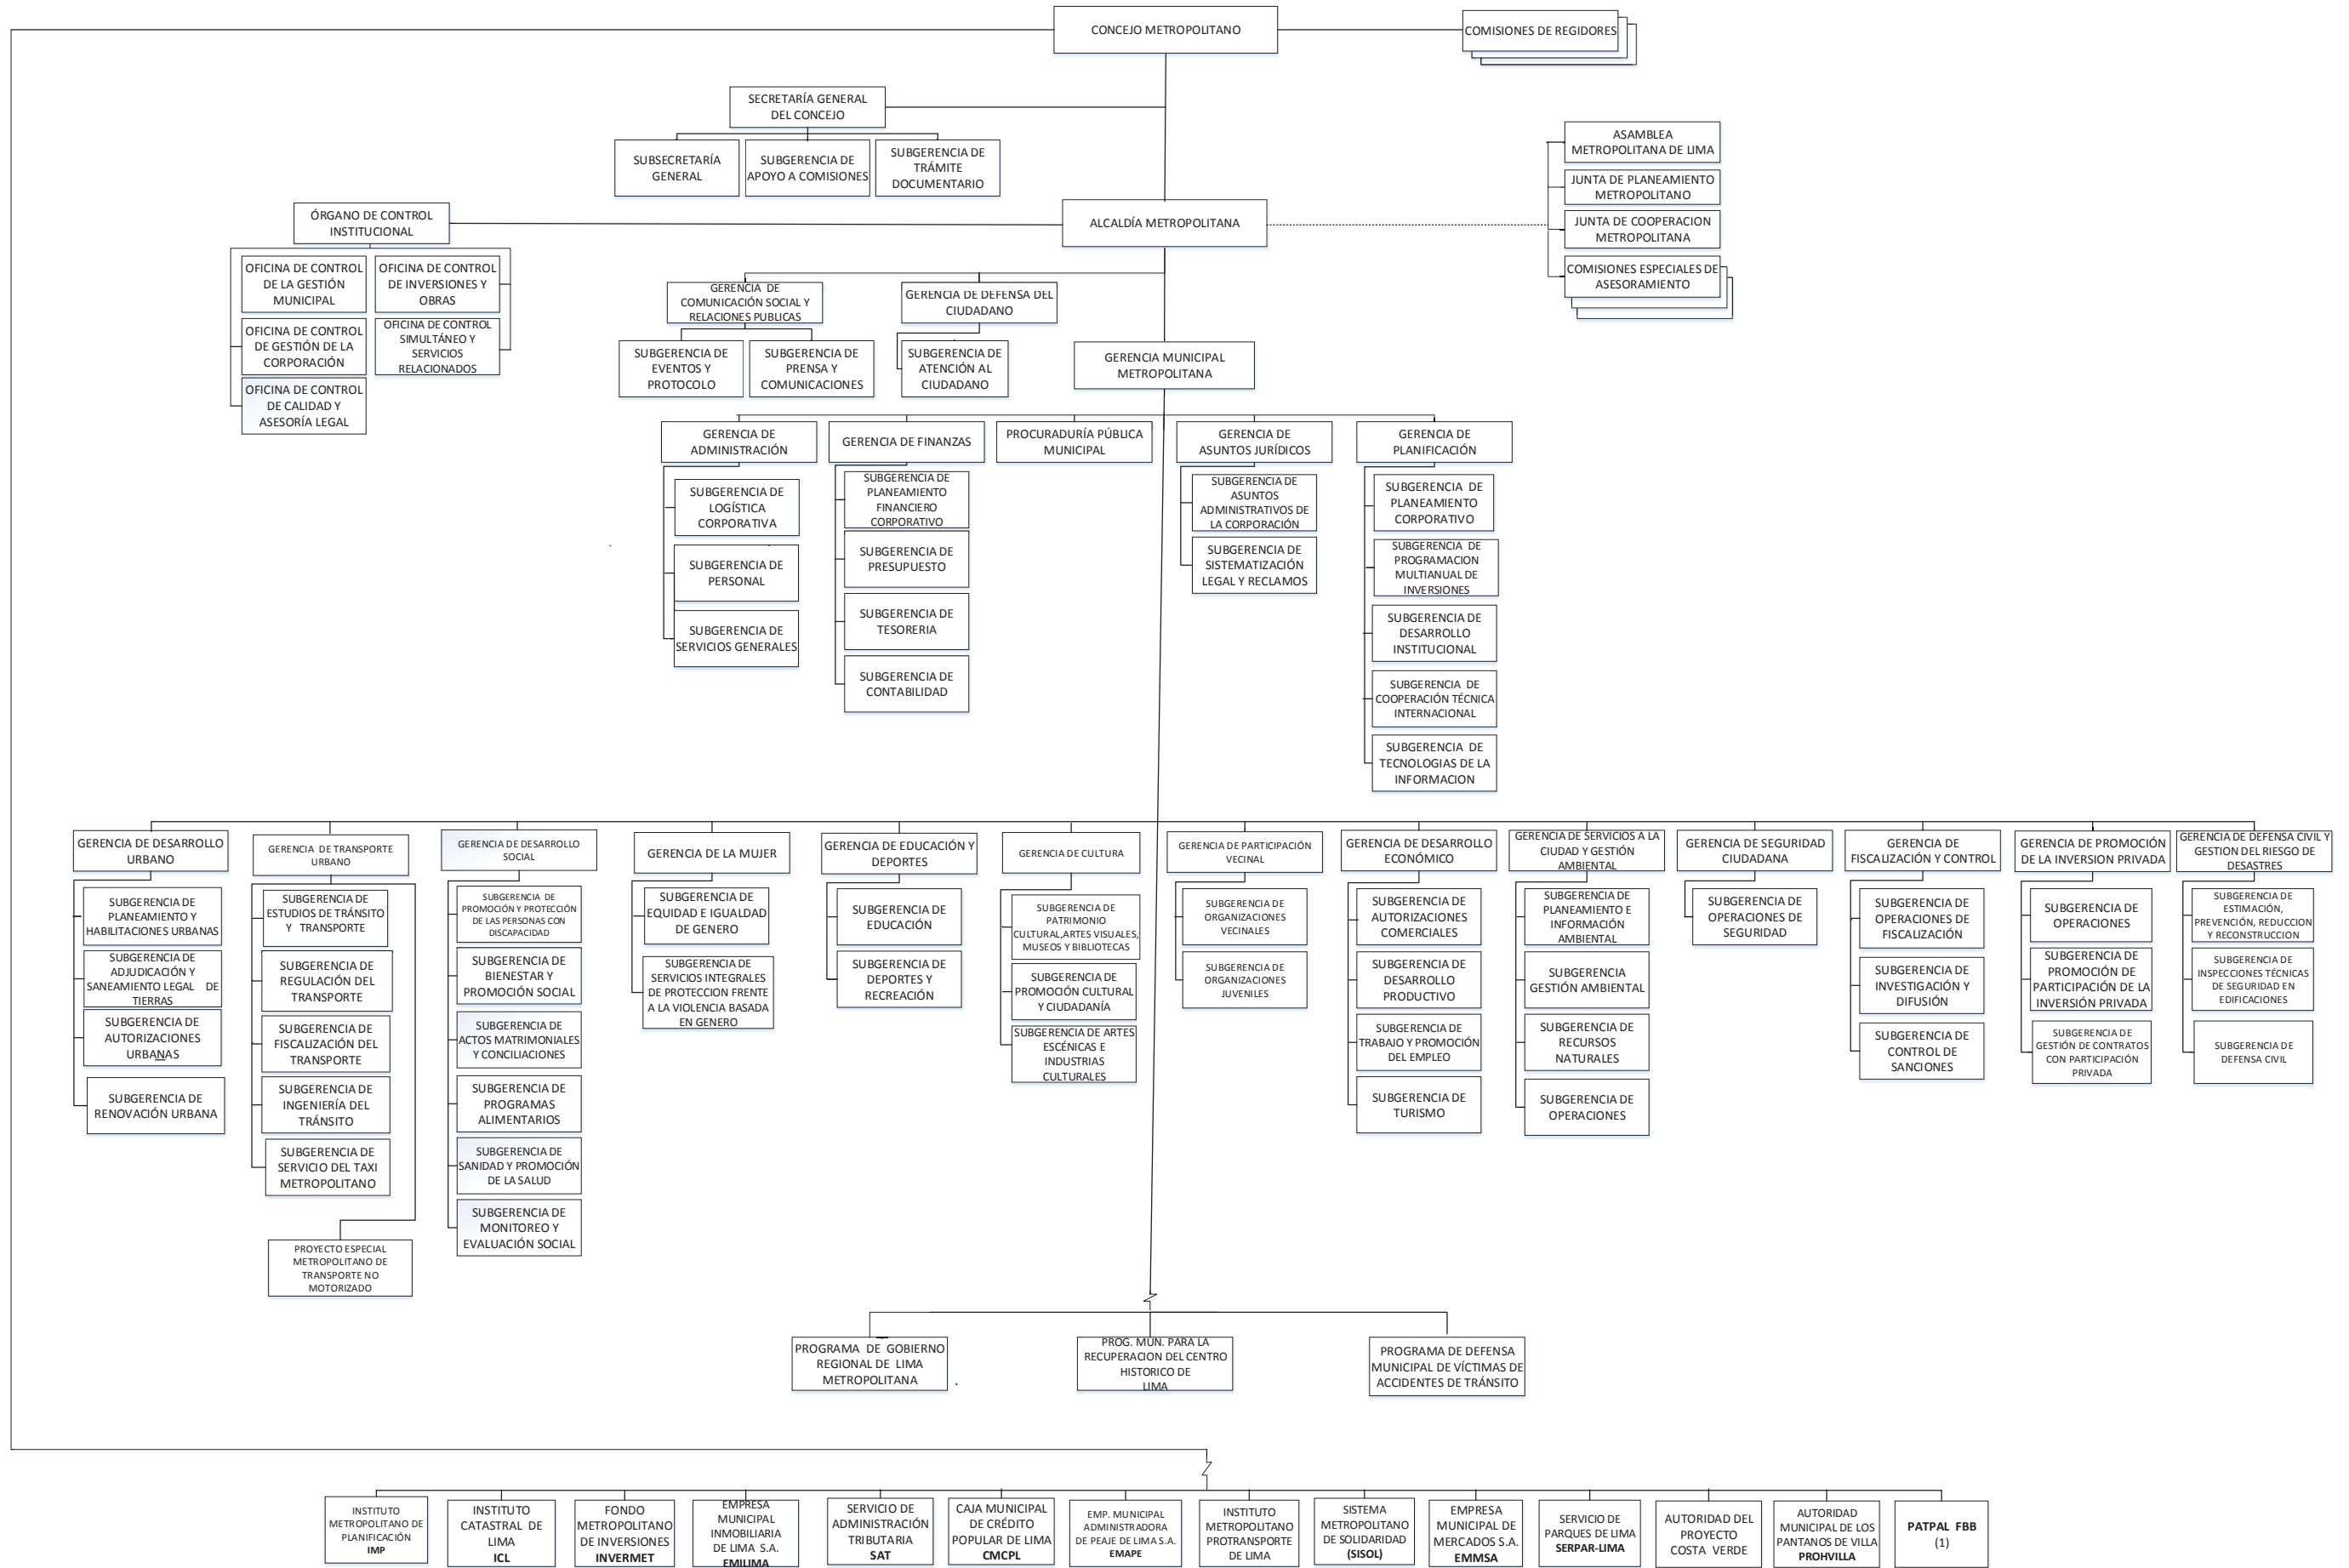 CONCEJO METROPOLITANO
COMISIONES DE REGIDORES
SECRETARÍA GENERAL
DEL CONCEJO
SUBSECRETARÍA
GENERAL
SUBGERENCIA DE
APOYO A COMISIONES
SUBGERENCIA DE
TRÁMITE
DOCUMENTARIO
ASAMBLEA
METROPOLITANA DE LIMA
JUNTA DE PLANEAMIENTO
METROPOLITANO
JUNTA DE COOPERACION
METROPOLITANA
COMISIONES ESPECIALES DE
ASESORAMIENTO
ALCALDÍA METROPOLITANA
ÓRGANO DE CONTROL
INSTITUCIONAL
OFICINA DE CONTROL
DE LA GESTIÓN
MUNICIPAL
OFICINA DE CONTROL
DE INVERSIONES Y
OBRAS
OFICINA DE CONTROL
DE GESTIÓN DE LA
CORPORACIÓN
OFICINA DE CONTROL
SIMULTÁNEO Y
SERVICIOS
RELACIONADOS
OFICINA DE CONTROL
DE CALIDAD Y
ASESORÍA LEGAL
GERENCIA DE
COMUNICACIÓN SOCIAL Y
RELACIONES PUBLICAS
GERENCIA DE DEFENSA DEL
CIUDADANO
SUBGERENCIA DE
EVENTOS Y
PROTOCOLO
SUBGERENCIA DE
PRENSA Y
COMUNICACIONES
SUBGERENCIA DE
ATENCIÓN AL
CIUDADANO
GERENCIA MUNICIPAL
METROPOLITANA
GERENCIA DE
ADMINISTRACIÓN
GERENCIA DE FINANZAS
PROCURADURÍA PÚBLICA
MUNICIPAL
GERENCIA DE
ASUNTOS JURÍDICOS
GERENCIA DE
PLANIFICACIÓN
SUBGERENCIA DE
LOGÍSTICA
CORPORATIVA
SUBGERENCIA DE
PERSONAL
SUBGERENCIA DE
SERVICIOS GENERALES
SUBGERENCIA DE
PLANEAMIENTO
FINANCIERO
CORPORATIVO
SUBGERENCIA DE
PRESUPUESTO
SUBGERENCIA DE
TESORERIA
SUBGERENCIA DE
CONTABILIDAD
SUBGERENCIA DE
ASUNTOS
ADMINISTRATIVOS DE
LA CORPORACIÓN
SUBGERENCIA DE
SISTEMATIZACIÓN
LEGAL Y RECLAMOS
SUBGERENCIA DE
PLANEAMIENTO
CORPORATIVO
SUBGERENCIA DE
PROGRAMACION
MULTIANUAL DE
INVERSIONES
SUBGERENCIA DE
DESARROLLO
INSTITUCIONAL
SUBGERENCIA DE
COOPERACIÓN TÉCNICA
INTERNACIONAL
SUBGERENCIA DE
TECNOLOGIAS DE LA
INFORMACION
GERENCIA DE DESARROLLO
URBANO
SUBGERENCIA DE
PLANEAMIENTO Y
HABILITACIONES URBANAS
SUBGERENCIA DE
ADJUDICACIÓN Y
SANEAMIENTO LEGAL DE
TIERRAS
SUBGERENCIA DE
AUTORIZACIONES
URBANAS
SUBGERENCIA DE
RENOVACIÓN URBANA
GERENCIA DE TRANSPORTE
URBANO
SUBGERENCIA DE
ESTUDIOS DE TRÁNSITO
Y TRANSPORTE
SUBGERENCIA DE
REGULACIÓN DEL
TRANSPORTE
SUBGERENCIA DE
FISCALIZACIÓN DEL
TRANSPORTE
SUBGERENCIA DE
INGENIERÍA DEL
TRÁNSITO
SUBGERENCIA DE
SERVICIO DEL TAXI
METROPOLITANO
PROYECTO ESPECIAL
METROPOLITANO DE
TRANSPORTE NO
MOTORIZADO
GERENCIA DE DESARROLLO
SOCIAL
SUBGERENCIA DE
PROMOCIÓN Y PROTECCIÓN
DE LAS PERSONAS CON
DISCAPACIDAD
SUBGERENCIA DE
BIENESTAR Y
PROMOCIÓN SOCIAL
SUBGERENCIA DE
ACTOS MATRIMONIALES
Y CONCILIACIONES
SUBGERENCIA DE
PROGRAMAS
ALIMENTARIOS
SUBGERENCIA DE
SANIDAD Y PROMOCIÓN
DE LA SALUD
SUBGERENCIA DE
MONITOREO Y
EVALUACIÓN SOCIAL
GERENCIA DE LA MUJER
SUBGERENCIA DE
EQUIDAD E IGUALDAD
DE GENERO
SUBGERENCIA DE
SERVICIOS INTEGRALES
DE PROTECCION FRENTE
A LA VIOLENCIA BASADA
EN GENERO
GERENCIA DE EDUCACIÓN Y
DEPORTES
SUBGERENCIA DE
EDUCACIÓN
SUBGERENCIA DE
DEPORTES Y
RECREACIÓN
GERENCIA DE CULTURA
SUBGERENCIA DE
PATRIMONIO
CULTURAL,ARTES VISUALES,
MUSEOS Y BIBLIOTECAS
SUBGERENCIA DE
PROMOCIÓN CULTURAL
Y CIUDADANÍA
SUBGERENCIA DE ARTES
ESCÉNICAS E
INDUSTRIAS
CULTURALES
GERENCIA DE PARTICIPACIÓN
VECINAL
SUBGERENCIA DE
ORGANIZACIONES
VECINALES
SUBGERENCIA DE
ORGANIZACIONES
JUVENILES
GERENCIA DE DESARROLLO
ECONÓMICO
SUBGERENCIA DE
AUTORIZACIONES
COMERCIALES
SUBGERENCIA DE
DESARROLLO
PRODUCTIVO
SUBGERENCIA DE
TRABAJO Y PROMOCIÓN
DEL EMPLEO
SUBGERENCIA DE
TURISMO
GERENCIA DE SERVICIOS A LA
CIUDAD Y GESTIÓN
AMBIENTAL
SUBGERENCIA DE
PLANEAMIENTO E
INFORMACIÓN
AMBIENTAL
SUBGERENCIA
GESTIÓN AMBIENTAL
SUBGERENCIA DE
RECURSOS
NATURALES
SUBGERENCIA DE
OPERACIONES
GERENCIA DE SEGURIDAD
CIUDADANA
SUBGERENCIA DE
OPERACIONES DE
SEGURIDAD
GERENCIA DE
FISCALIZACIÓN Y CONTROL
SUBGERENCIA DE
OPERACIONES DE
FISCALIZACIÓN
SUBGERENCIA DE
INVESTIGACIÓN Y
DIFUSIÓN
SUBGERENCIA DE
CONTROL DE
SANCIONES
GERENCIA DE PROMOCIÓN
DE LA INVERSION PRIVADA
SUBGERENCIA DE
OPERACIONES
SUBGERENCIA DE
PROMOCIÓN DE
PARTICIPACIÓN DE LA
INVERSIÓN PRIVADA
SUBGERENCIA DE
GESTIÓN DE CONTRATOS
CON PARTICIPACIÓN
PRIVADA
GERENCIA DE DEFENSA CIVIL Y
GESTION DEL RIESGO DE
DESASTRES
SUBGERENCIA DE
ESTIMACIÓN,
PREVENCIÓN, REDUCCION
Y RECONSTRUCCION
SUBGERENCIA DE
INSPECCIONES TÉCNICAS
DE SEGURIDAD EN
EDIFICACIONES
SUBGERENCIA DE
DEFENSA CIVIL
PROGRAMA DE GOBIERNO
REGIONAL DE LIMA
METROPOLITANA
PROG. MUN. PARA LA
RECUPERACION DEL CENTRO
HISTORICO DE
LIMA
PROGRAMA DE DEFENSA
MUNICIPAL DE VÍCTIMAS DE
ACCIDENTES DE TRÁNSITO
INSTITUTO
METROPOLITANO DE
PLANIFICACIÓN
IMP
INSTITUTO
CATASTRAL DE
LIMA
ICL
FONDO
METROPOLITANO
DE INVERSIONES
INVERMET
EMPRESA
MUNICIPAL
INMOBILIARIA
DE LIMA S.A.
EMILIMA
SERVICIO DE
ADMINISTRACIÓN
TRIBUTARIA
SAT
CAJA MUNICIPAL
DE CRÉDITO
POPULAR DE LIMA
CMCPL
EMP. MUNICIPAL
ADMINISTRADORA
DE PEAJE DE LIMA S.A.
EMAPE
INSTITUTO
METROPOLITANO
PROTRANSPORTE
DE LIMA
SISTEMA
METROPOLITANO
DE SOLIDARIDAD
(SISOL)
EMPRESA
MUNICIPAL DE
MERCADOS S.A.
EMMSA
SERVICIO DE
PARQUES DE LIMA
SERPAR-LIMA
AUTORIDAD DEL
PROYECTO
COSTA VERDE
AUTORIDAD
MUNICIPAL DE LOS
PANTANOS DE VILLA
PROHVILLA
PATPAL FBB
(1)